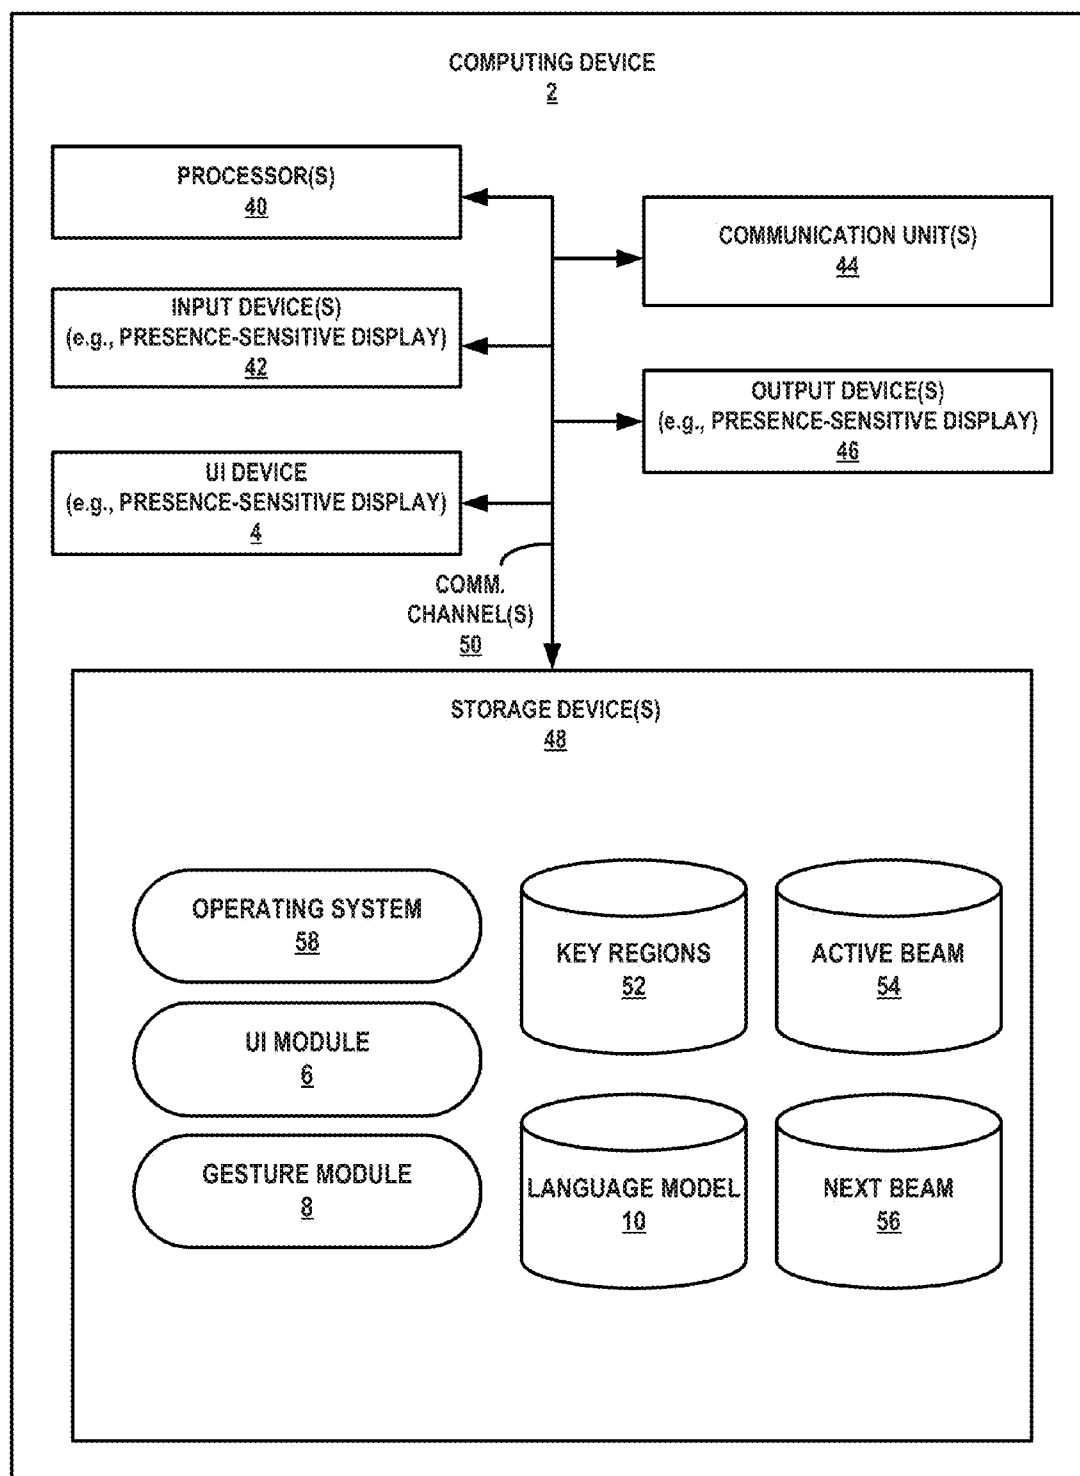 COMPUTING DEVICE
2
PROCESSOR(S)
40
COMMUNICATION UNIT(S)
44
INPUT DEVICE(S)
(e.g., PRESENCE-SENSITIVE DISPLAY)
42
OUTPUT DEVICE(S)
(e.g., PRESENCE-SENSITIVE DISPLAY)
46
UI DEVICE
(e.g., PRESENCE-SENSITIVE DISPLAY)
4
COMM.
CHANNEL(S)
50
STORAGE DEVICE(S)
48
OPERATING SYSTEM
58
KEY REGIONS
52
ACTIVE BEAM
54
UI MODULE
6
GESTURE MODULE
8
LANGUAGE MODEL
10
NEXT BEAM
56